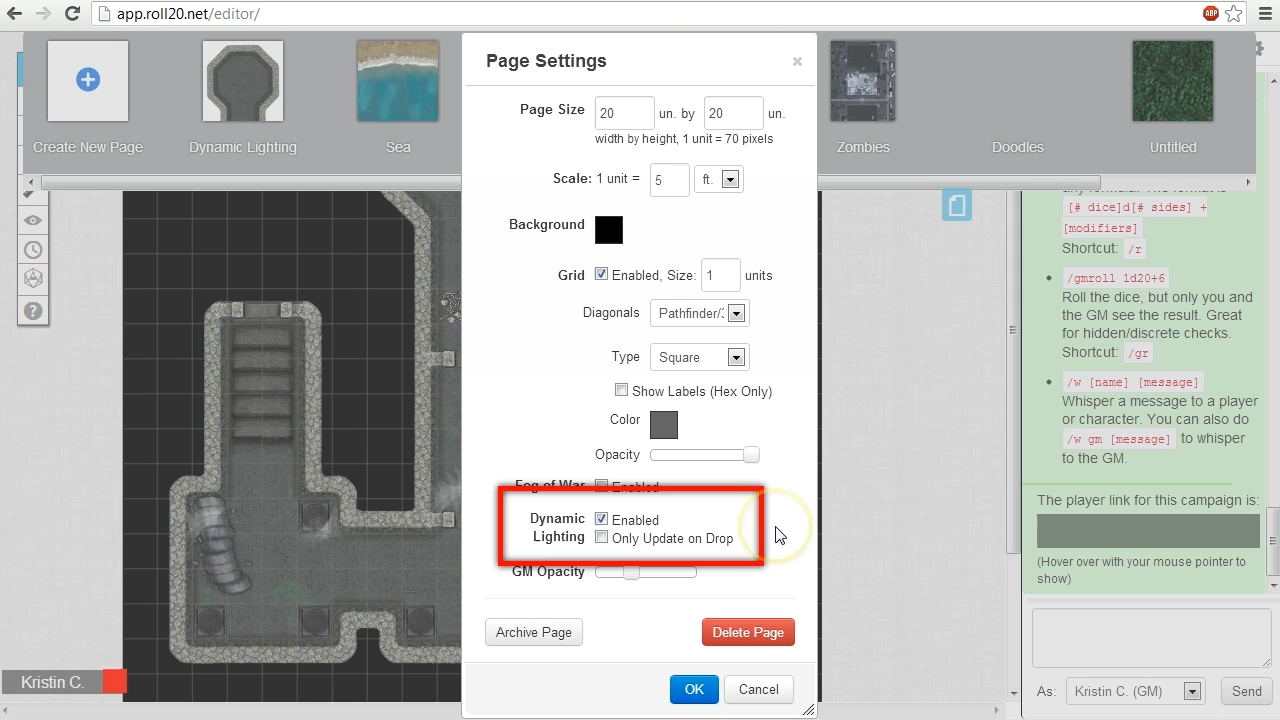 app.roll20.net/editor/
ABP
Create New Page
Dynamic Lighting
Sea
Zombies
Doodles
Untitled
Page Settings
×
Page Size 20 un. by 20 un.
width by height, 1 unit = 70 pixels
Scale: 1 unit = 5 ft.
Background
Grid Enabled, Size: 1 units
Diagonals Pathfinder/
Type Square
Show Labels (Hex Only)
Color
Opacity
Fog of War Enabled
Dynamic Enabled
Lighting Only Update on Drop
GM Opacity
Archive Page
Delete Page
OK
Cancel
?
Kristin C.
[# dice]d[# sides] +
[modifiers]
Shortcut: /r
/gmroll 1d20+6
Roll the dice, but only you and
the GM see the result. Great
for hidden/discrete checks.
Shortcut: /gr
/w [name] [message]
Whisper a message to a player
or character. You can also do
/w gm [message] to whisper
to the GM.
The player link for this campaign is:
(Hover over with your mouse pointer to
show)
As: Kristin C. (GM)
Send